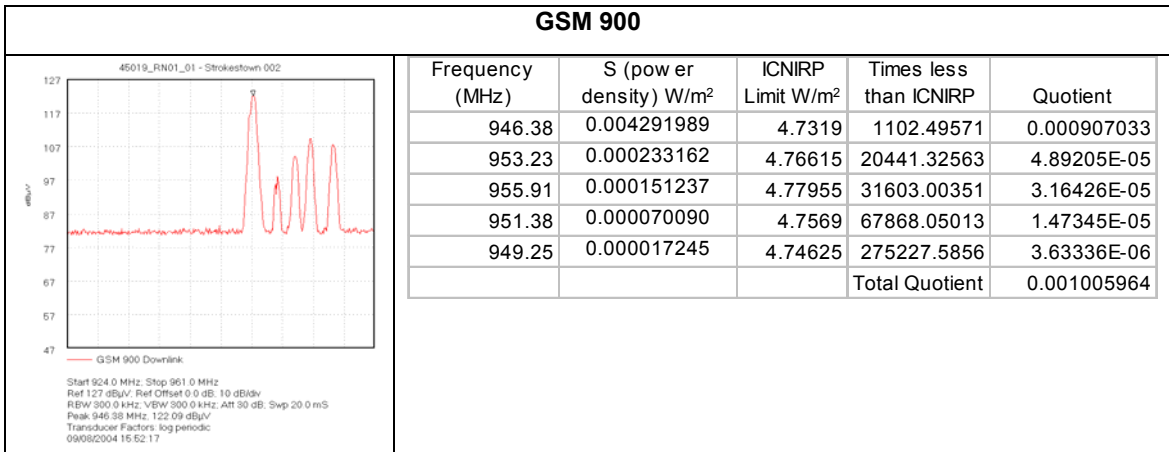 GSM 900
45019_RN01_01 - Strokestown 002
127
117
107
97
87
77
67
57
47
dBµV
GSM 900 Downlink
Start 924.0 MHz; Stop 961.0 MHz
Ref 127 dBµV; Ref Offset 0.0 dB; 10 dB/div
RBW 300.0 kHz; VBW 300.0 kHz; Att 30 dB; Swp 20.0 mS
Peak 946.38 MHz, 122.09 dBµV
Transducer Factors: log periodic
09/08/2004 15:52:17
Frequency (MHz) S (pow er density) W/m² ICNIRP Limit W/m² Times less than ICNIRP Quotient
946.38 0.004291989 4.7319 1102.49571 0.000907033
953.23 0.000233162 4.76615 20441.32563 4.89205E-05
955.91 0.000151237 4.77955 31603.00351 3.16426E-05
951.38 0.000070090 4.7569 67868.05013 1.47345E-05
949.25 0.000017245 4.74625 275227.5856 3.63336E-06
Total Quotient 0.001005964